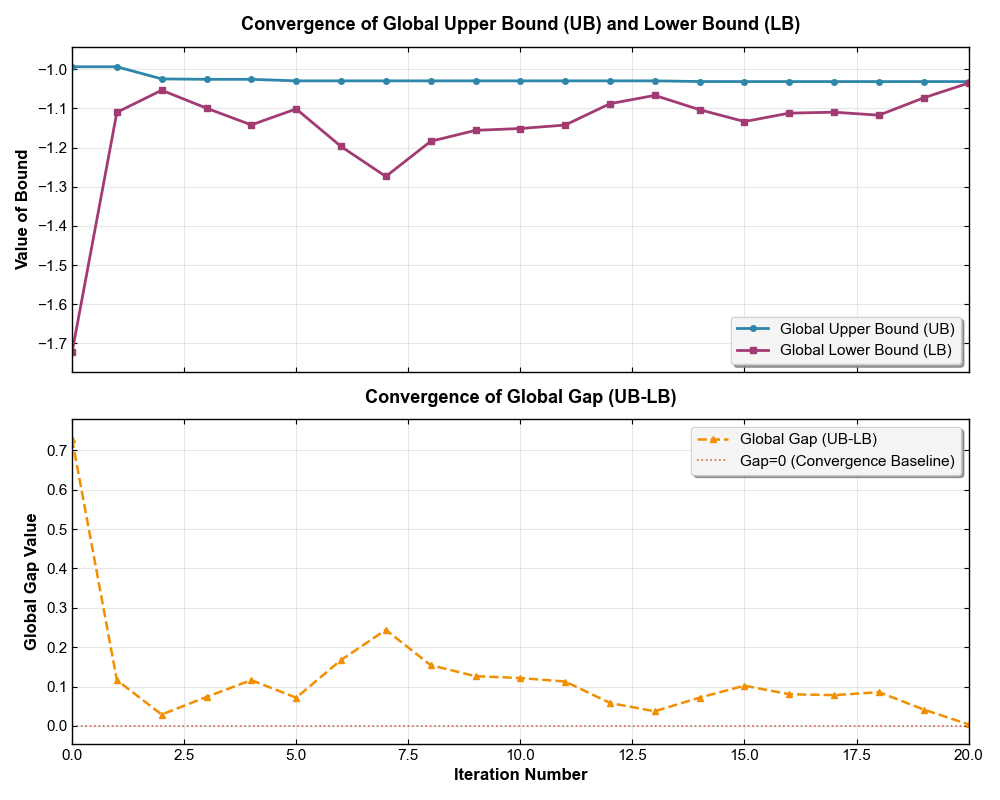 Convergence of Global Upper Bound (UB) and Lower Bound (LB)
Value of Bound
−1.0
−1.1
−1.2
−1.3
−1.4
−1.5
−1.6
−1.7
Global Upper Bound (UB)
Global Lower Bound (LB)
Convergence of Global Gap (UB-LB)
Global Gap Value
0.7
0.6
0.5
0.4
0.3
0.2
0.1
0.0
Global Gap (UB-LB)
Gap=0 (Convergence Baseline)
0.0 2.5 5.0 7.5 10.0 12.5 15.0 17.5 20.0
Iteration Number